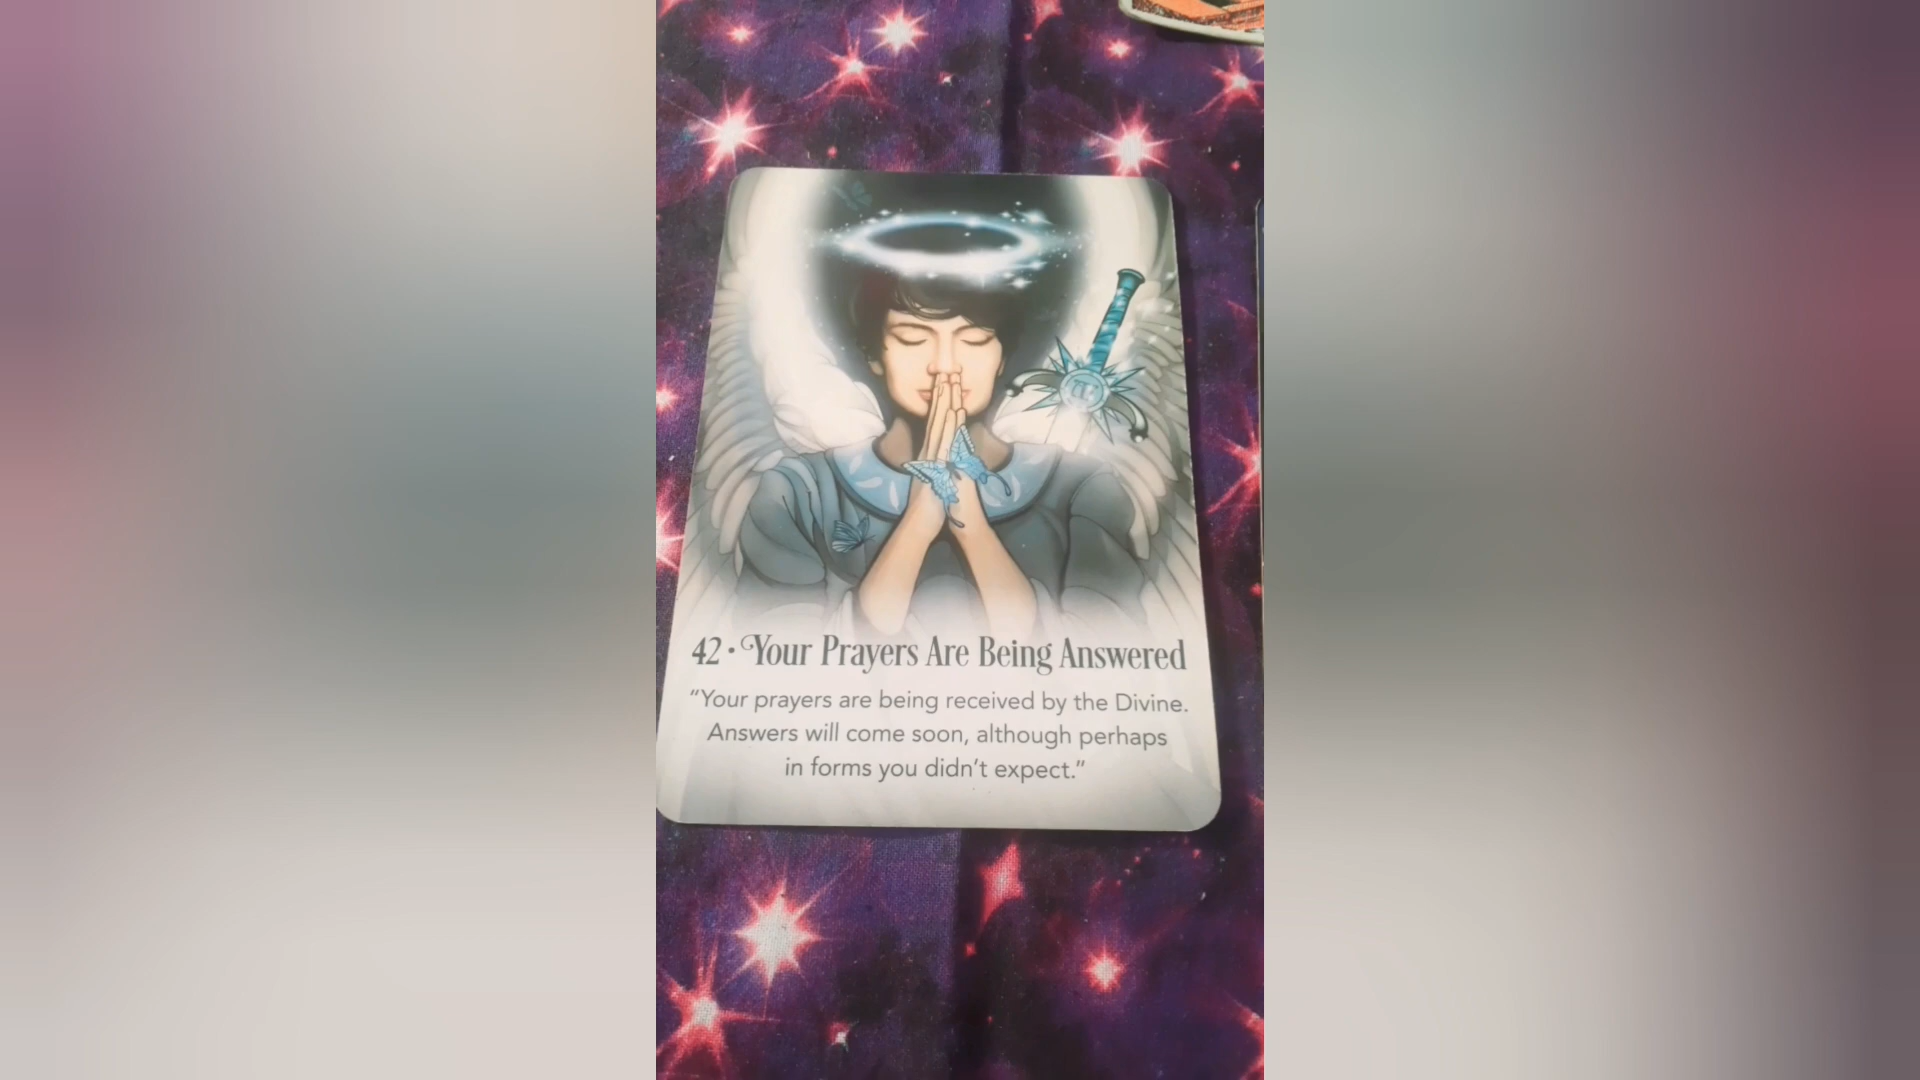 42 • Your Prayers Are Being Answered
“Your prayers are being received by the Divine.
Answers will come soon, although perhaps
in forms you didn’t expect.”